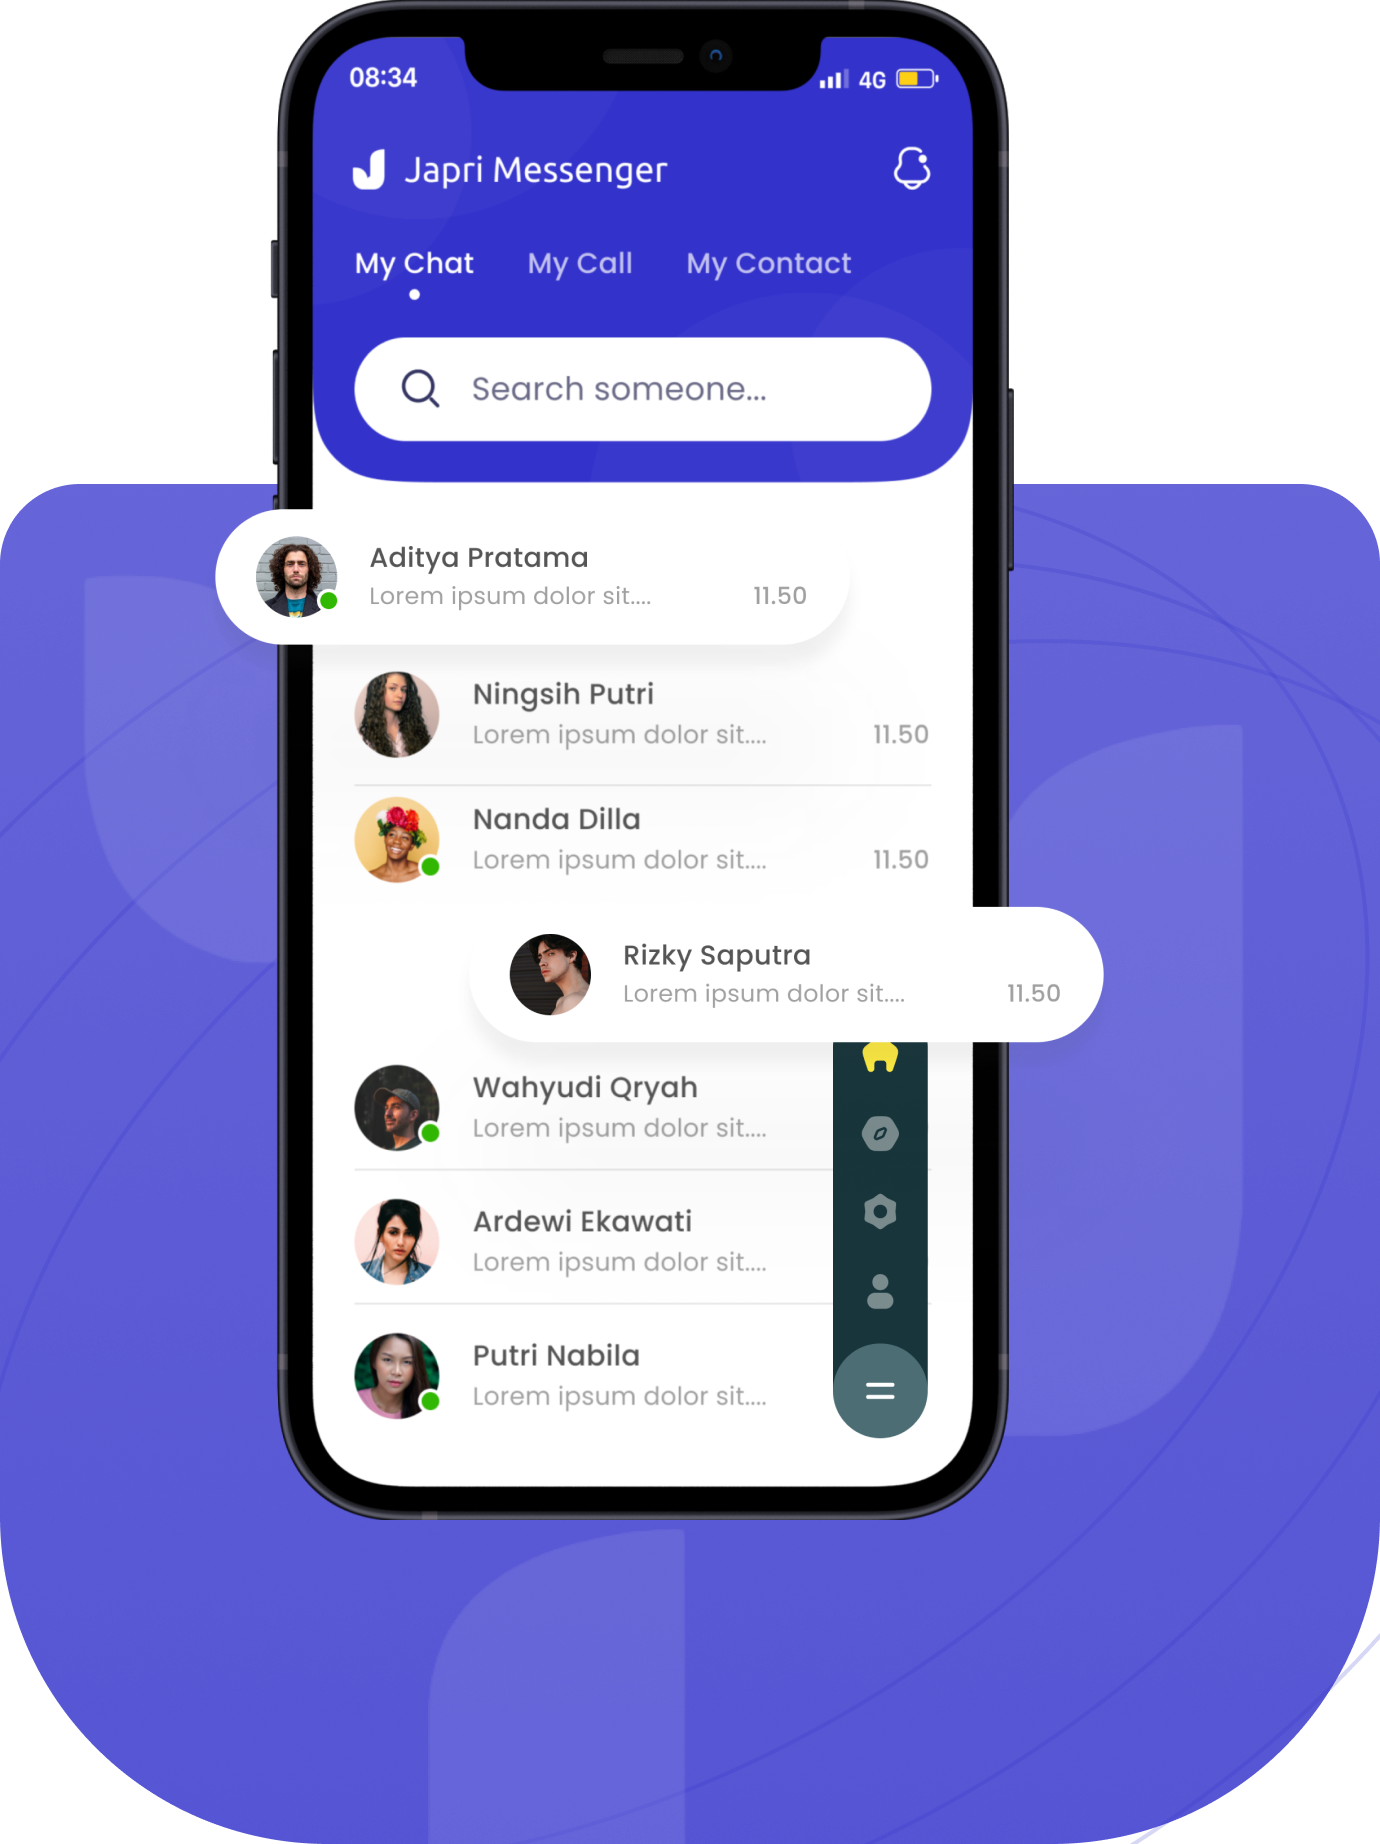 08:34 4G
Japri Messenger
My Chat My Call My Contact
Search someone...
Aditya Pratama
Lorem ipsum dolor sit.... 11.50
Ningsih Putri
Lorem ipsum dolor sit.... 11.50
Nanda Dilla
Lorem ipsum dolor sit.... 11.50
Rizky Saputra
Lorem ipsum dolor sit.... 11.50
Wahyudi Qryah
Lorem ipsum dolor sit....
Ardewi Ekawati
Lorem ipsum dolor sit....
Putri Nabila
Lorem ipsum dolor sit....